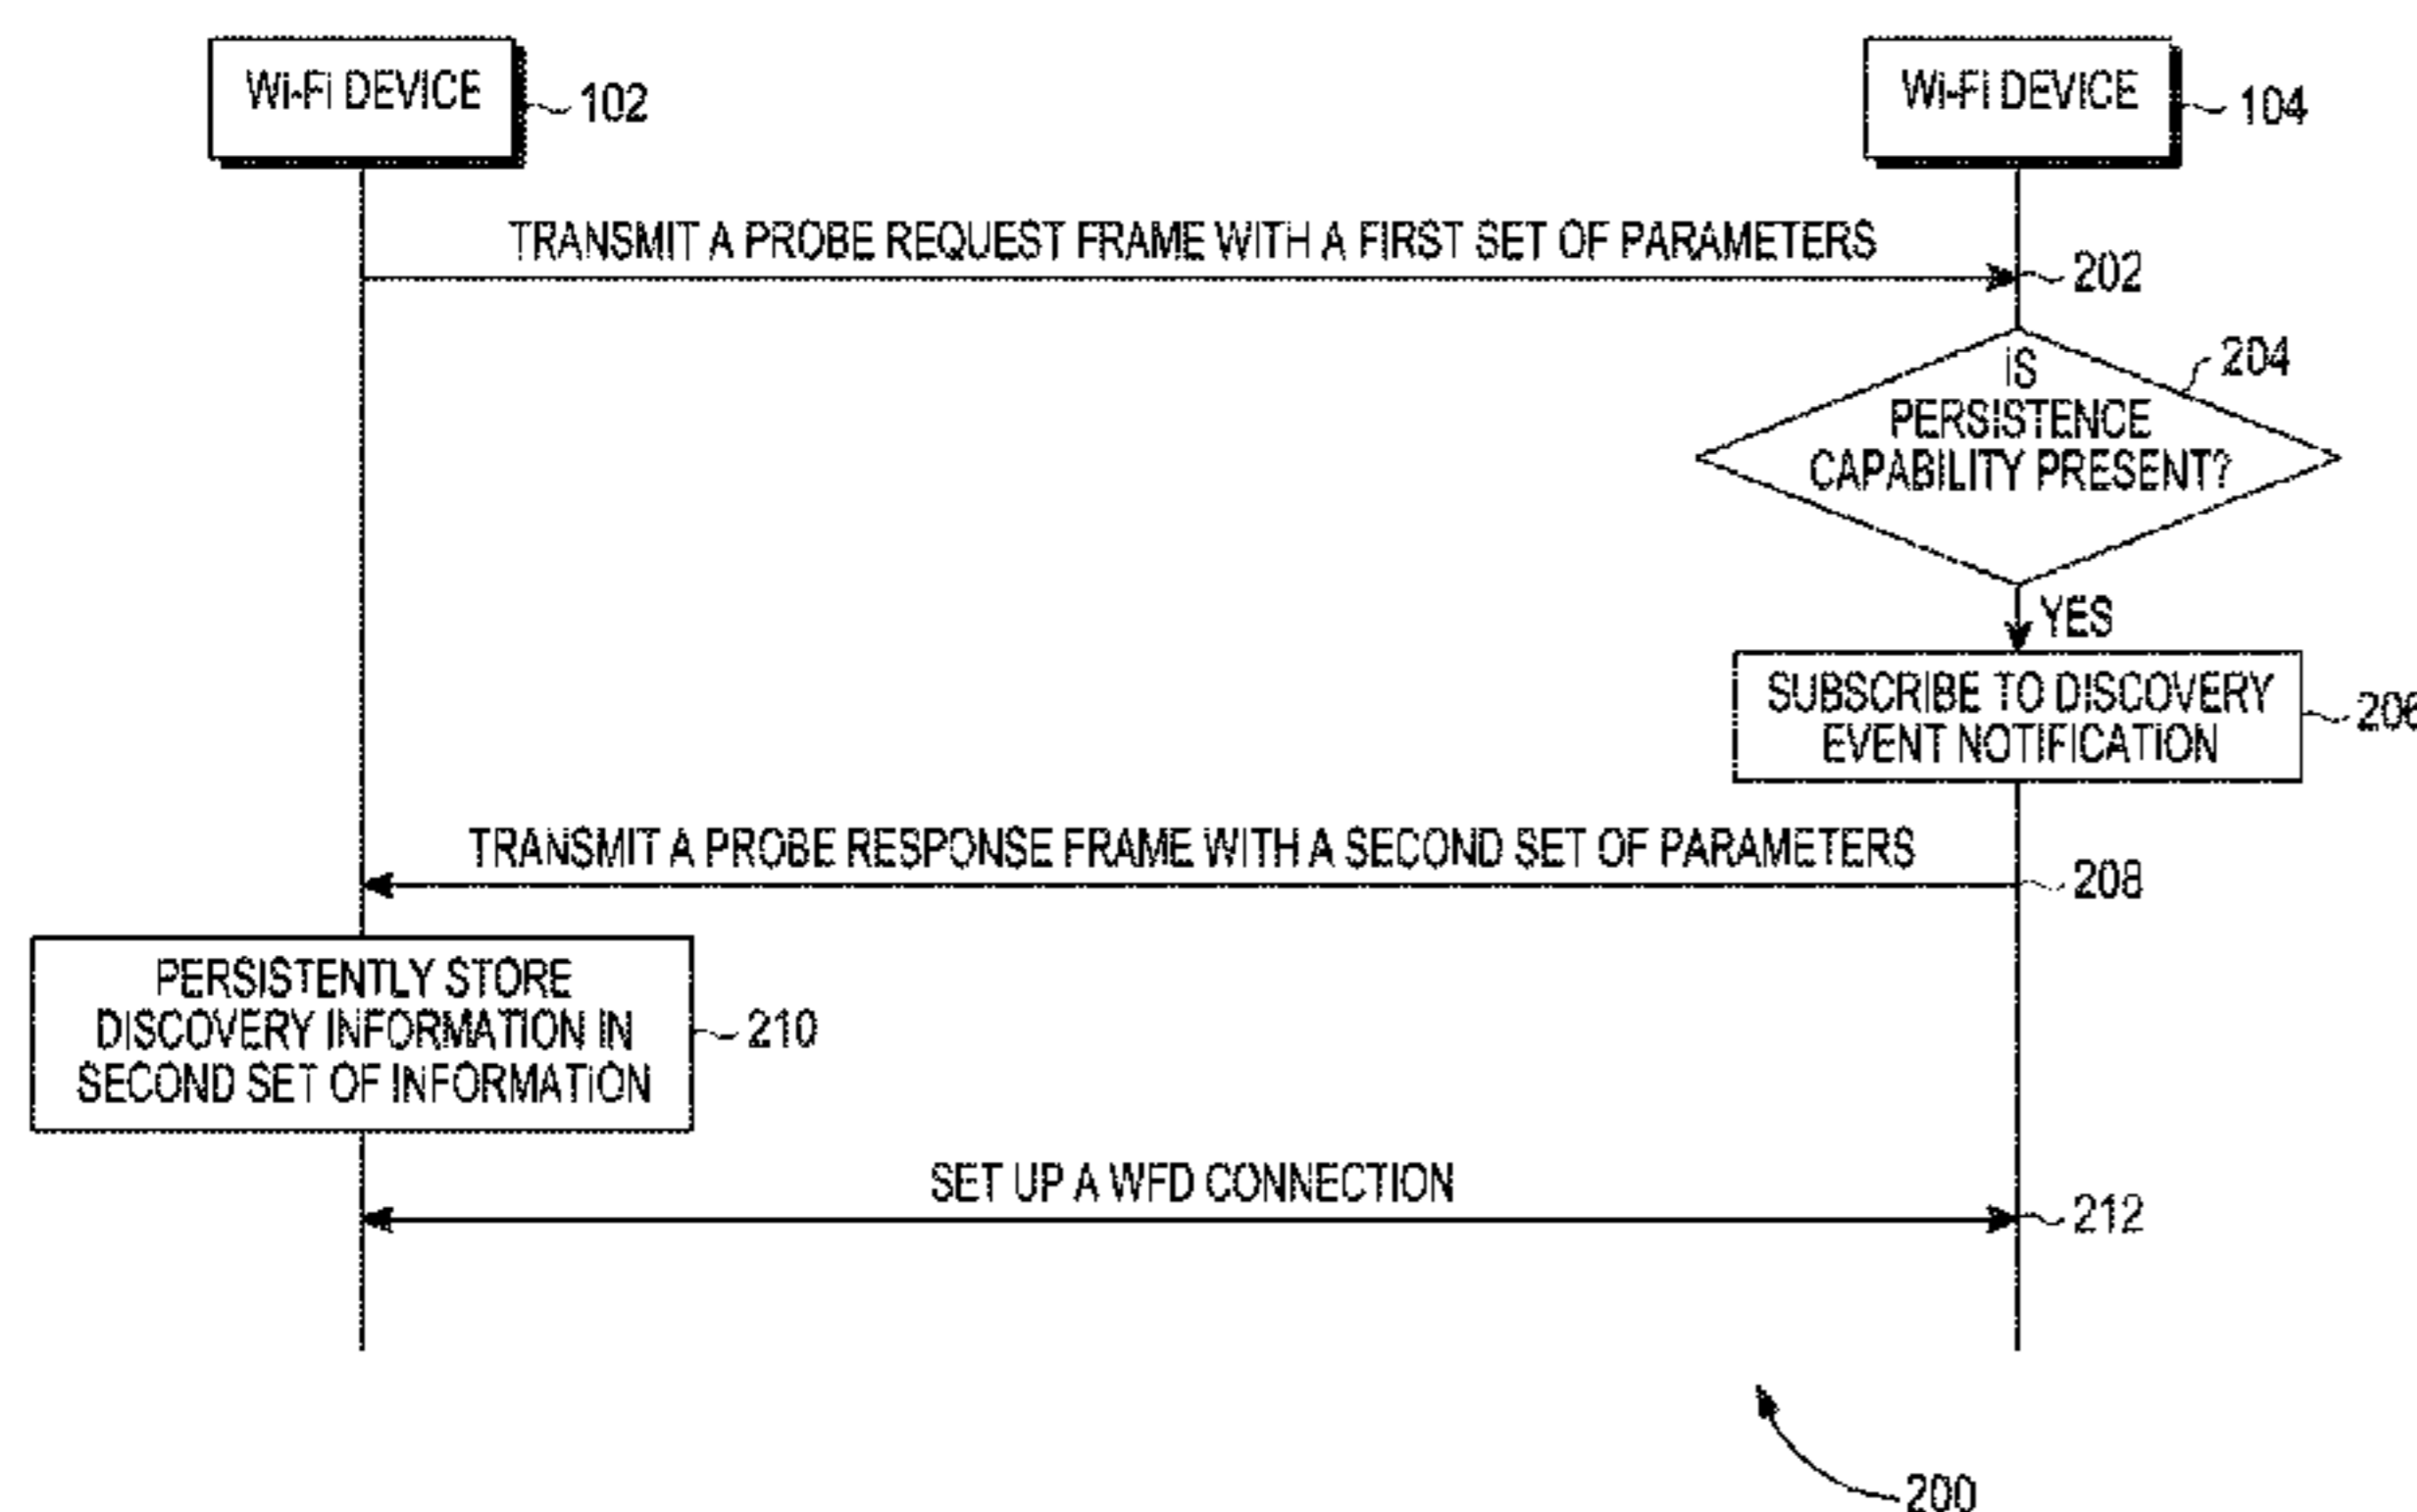 Wi-Fi DEVICE
102
Wi-Fi DEVICE
104
TRANSMIT A PROBE REQUEST FRAME WITH A FIRST SET OF PARAMETERS
202
IS
PERSISTENCE
CAPABILITY PRESENT?
204
YES
SUBSCRIBE TO DISCOVERY
EVENT NOTIFICATION
206
TRANSMIT A PROBE RESPONSE FRAME WITH A SECOND SET OF PARAMETERS
208
PERSISTENTLY STORE
DISCOVERY INFORMATION IN
SECOND SET OF INFORMATION
210
SET UP A WFD CONNECTION
212
200